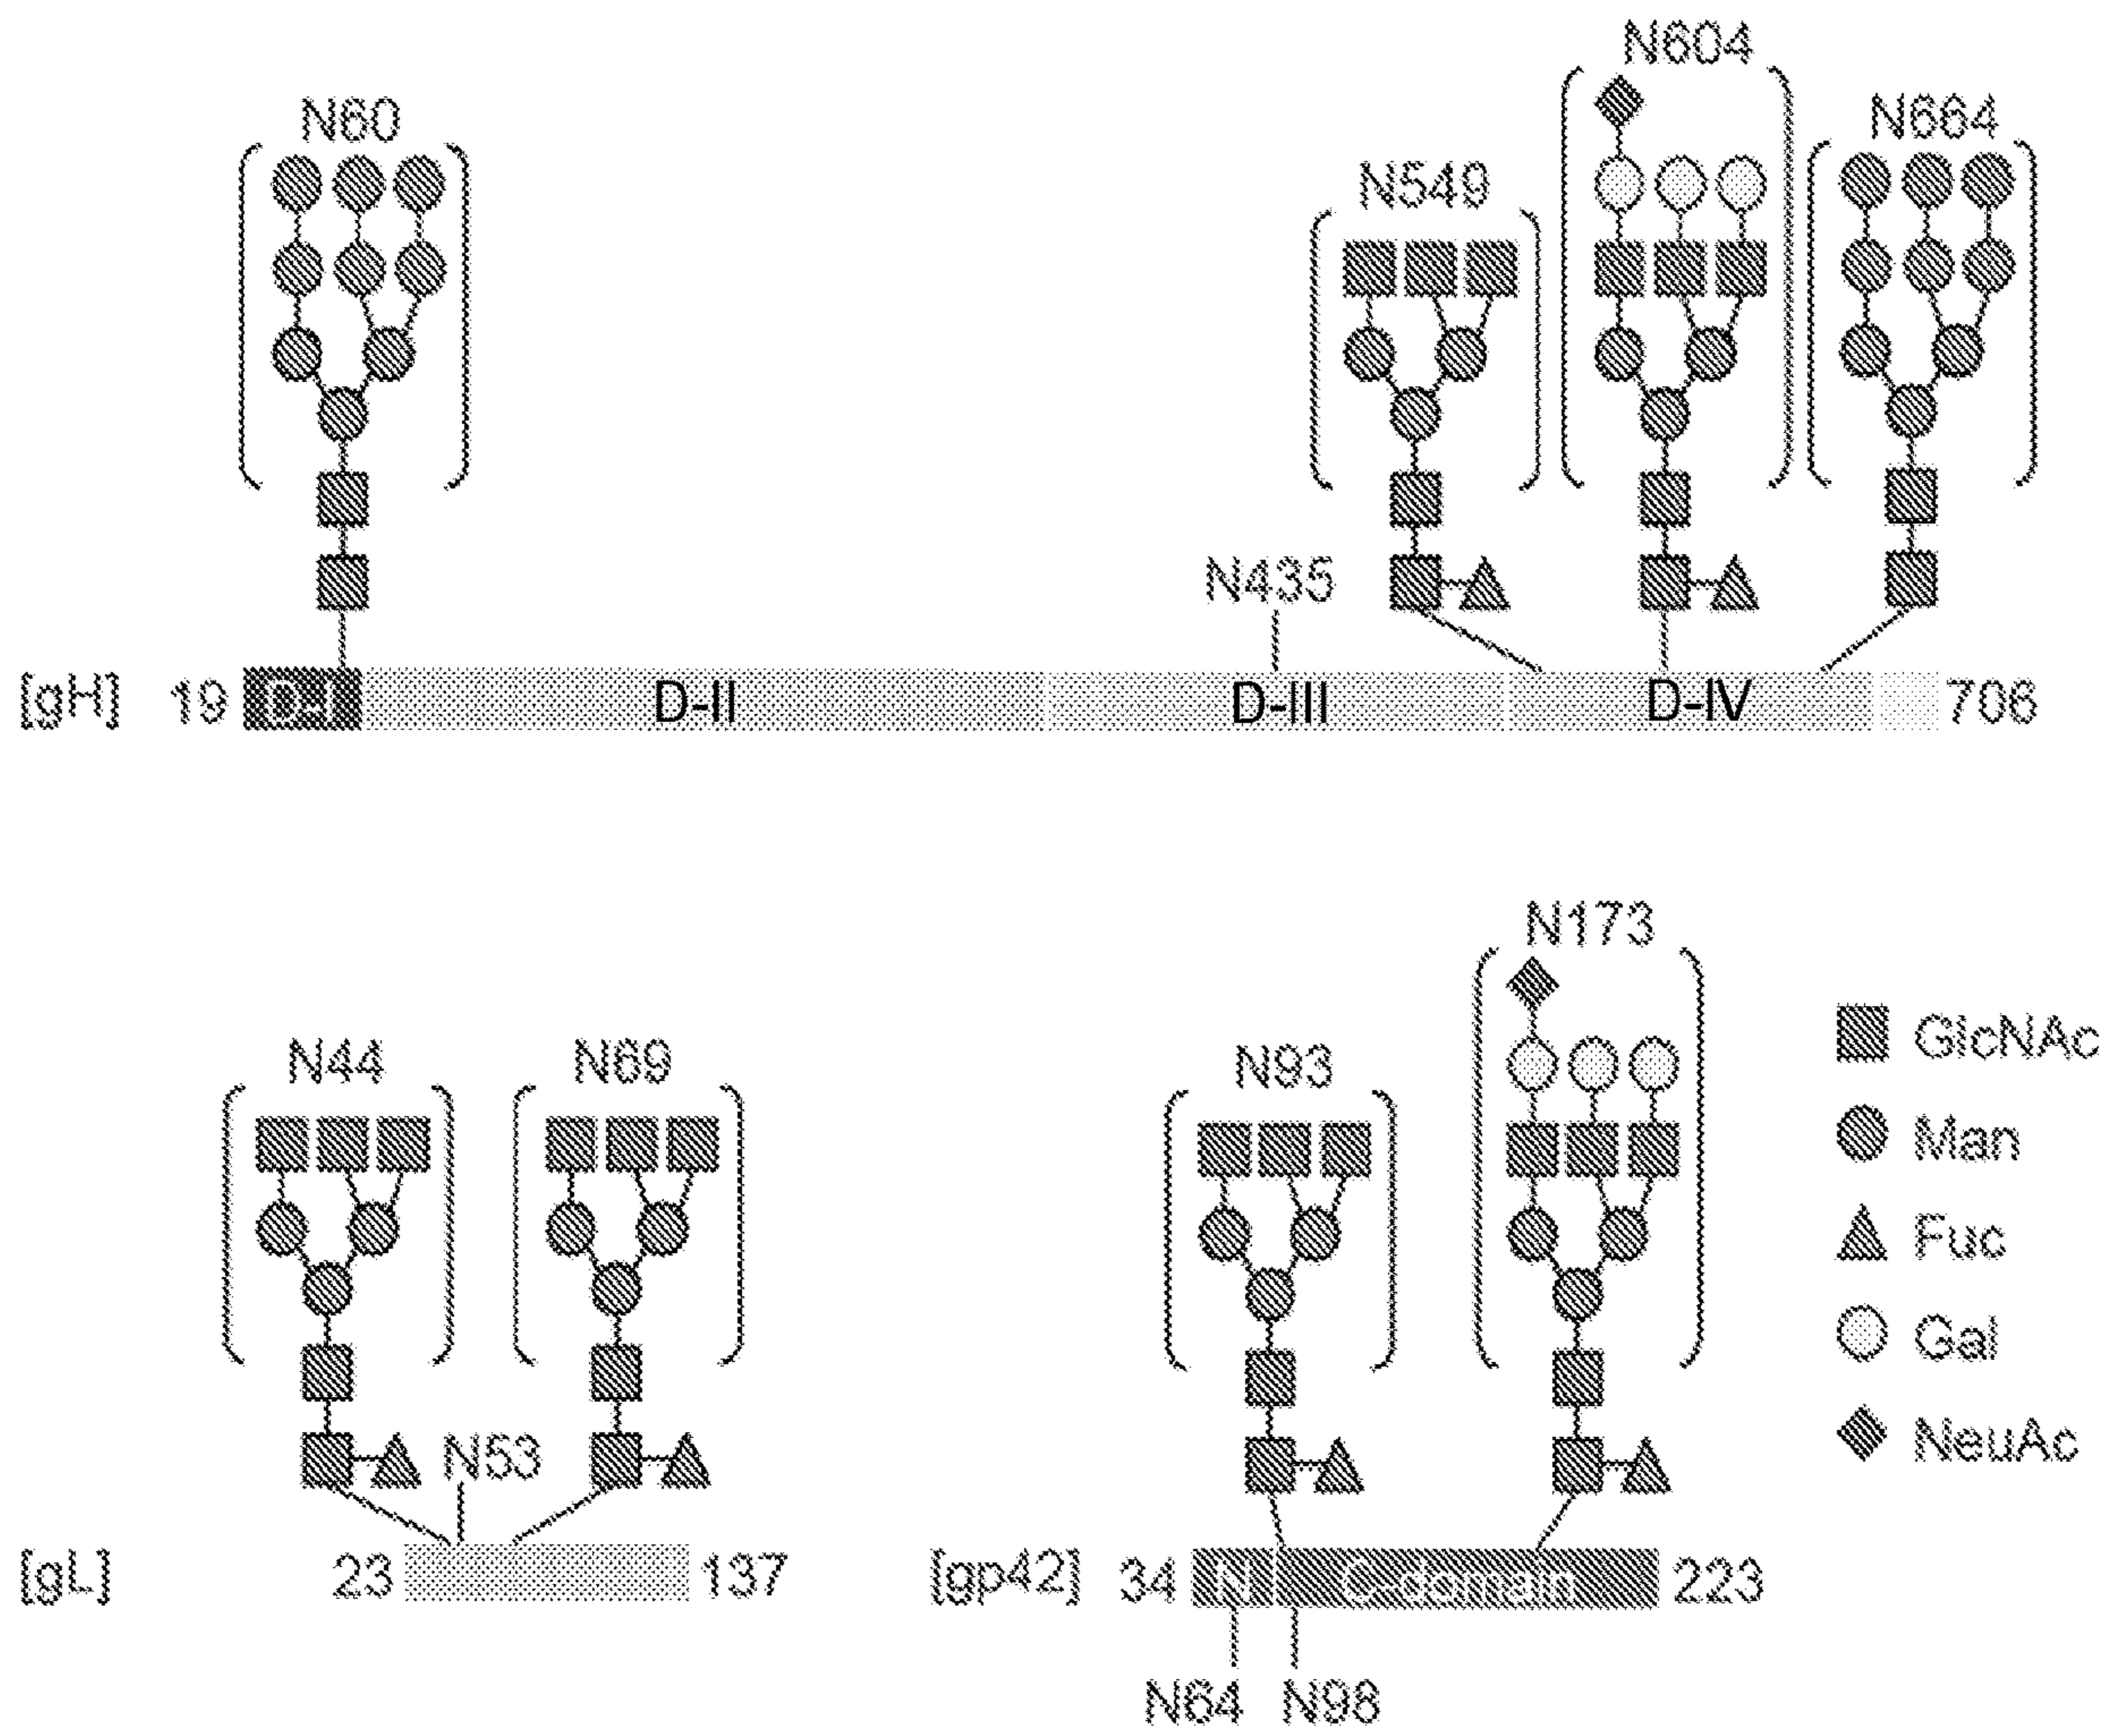 N604
N60
N664
N549
N435
[gH] 19 D-I D-II D-III D-IV 706
N173
GlcNAc
N44 N69 N93
Man
Fuc
Gal
NeuAc
N53
[gL] 23 137 [gp42] 34 N C-domain 223
N64 N98